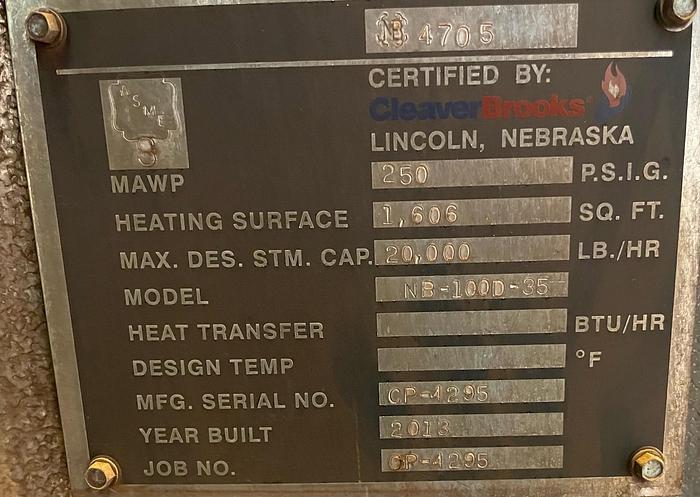 NB 4705
CERTIFIED BY:
CleaverBrooks
LINCOLN, NEBRASKA
ASME
S
MAWP 250 P.S.I.G.
HEATING SURFACE 1,606 SQ. FT.
MAX. DES. STM. CAP. 20,000 LB./HR
MODEL NB-100D-35
HEAT TRANSFER BTU/HR
DESIGN TEMP °F
MFG. SERIAL NO. CP-4295
YEAR BUILT 2013
JOB NO. CP-4295